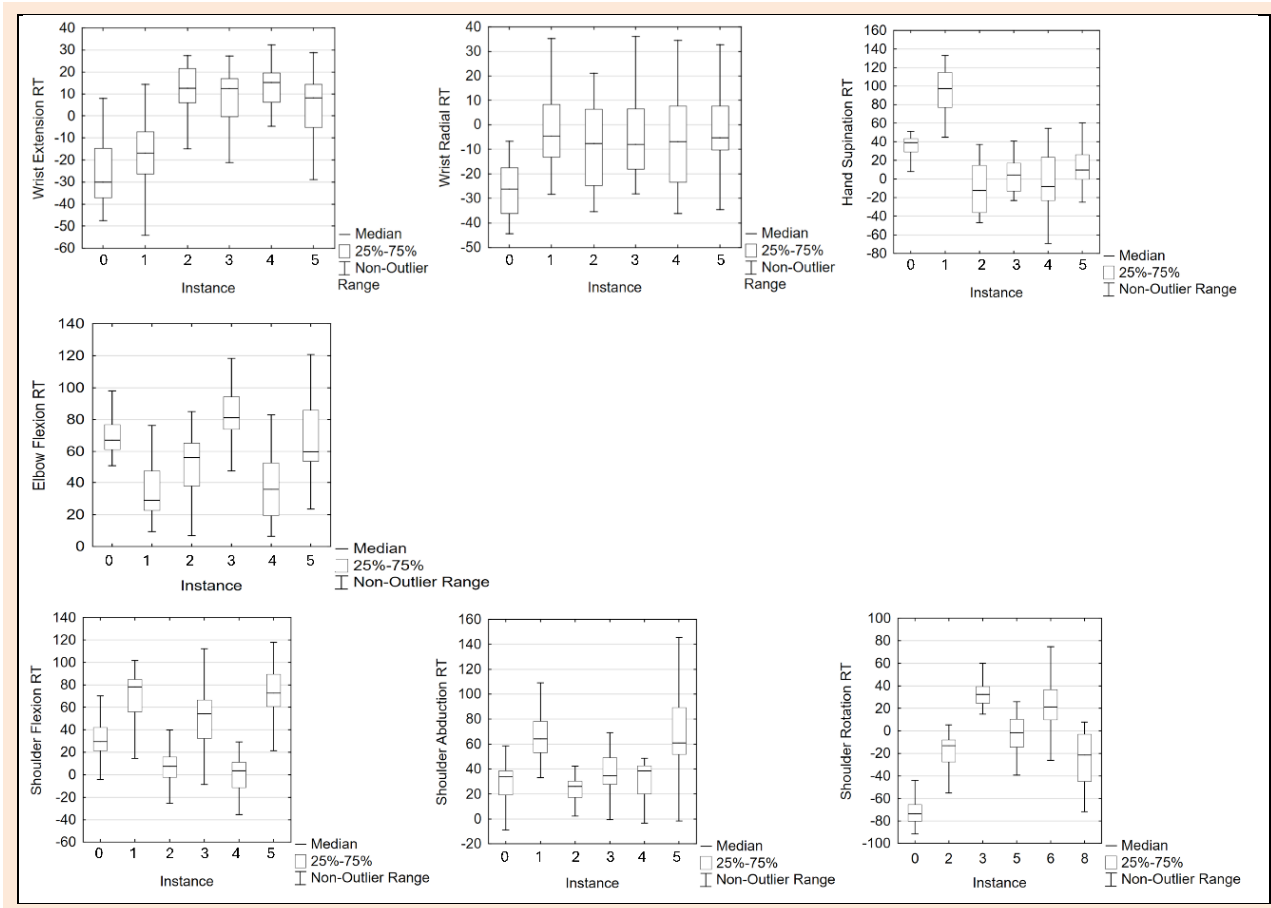 Wrist Extension RT
40
30
20
10
0
-10
-20
-30
-40
-50
-60
0 1 2 3 4 5
Instance
Median
25%-75%
Non-Outlier
Range
Wrist Radial RT
40
30
20
10
0
-10
-20
-30
-40
-50
0 1 2 3 4 5
Instance
Median
25%-75%
Non-Outlier
Range
Hand Supination RT
160
140
120
100
80
60
40
20
0
-20
-40
-60
-80
0 1 2 3 4 5
Instance
Median
25%-75%
Non-Outlier Range
Elbow Flexion RT
140
120
100
80
60
40
20
0
0 1 2 3 4 5
Instance
Median
25%-75%
Non-Outlier Range
Shoulder Flexion RT
140
120
100
80
60
40
20
0
-20
-40
-60
0 1 2 3 4 5
Instance
Median
25%-75%
Non-Outlier Range
Shoulder Abduction RT
160
140
120
100
80
60
40
20
0
-20
0 1 2 3 4 5
Instance
Median
25%-75%
Non-Outlier Range
Shoulder Rotation RT
100
80
60
40
20
0
-20
-40
-60
-80
-100
0 2 3 5 6 8
Instance
Median
25%-75%
Non-Outlier Range